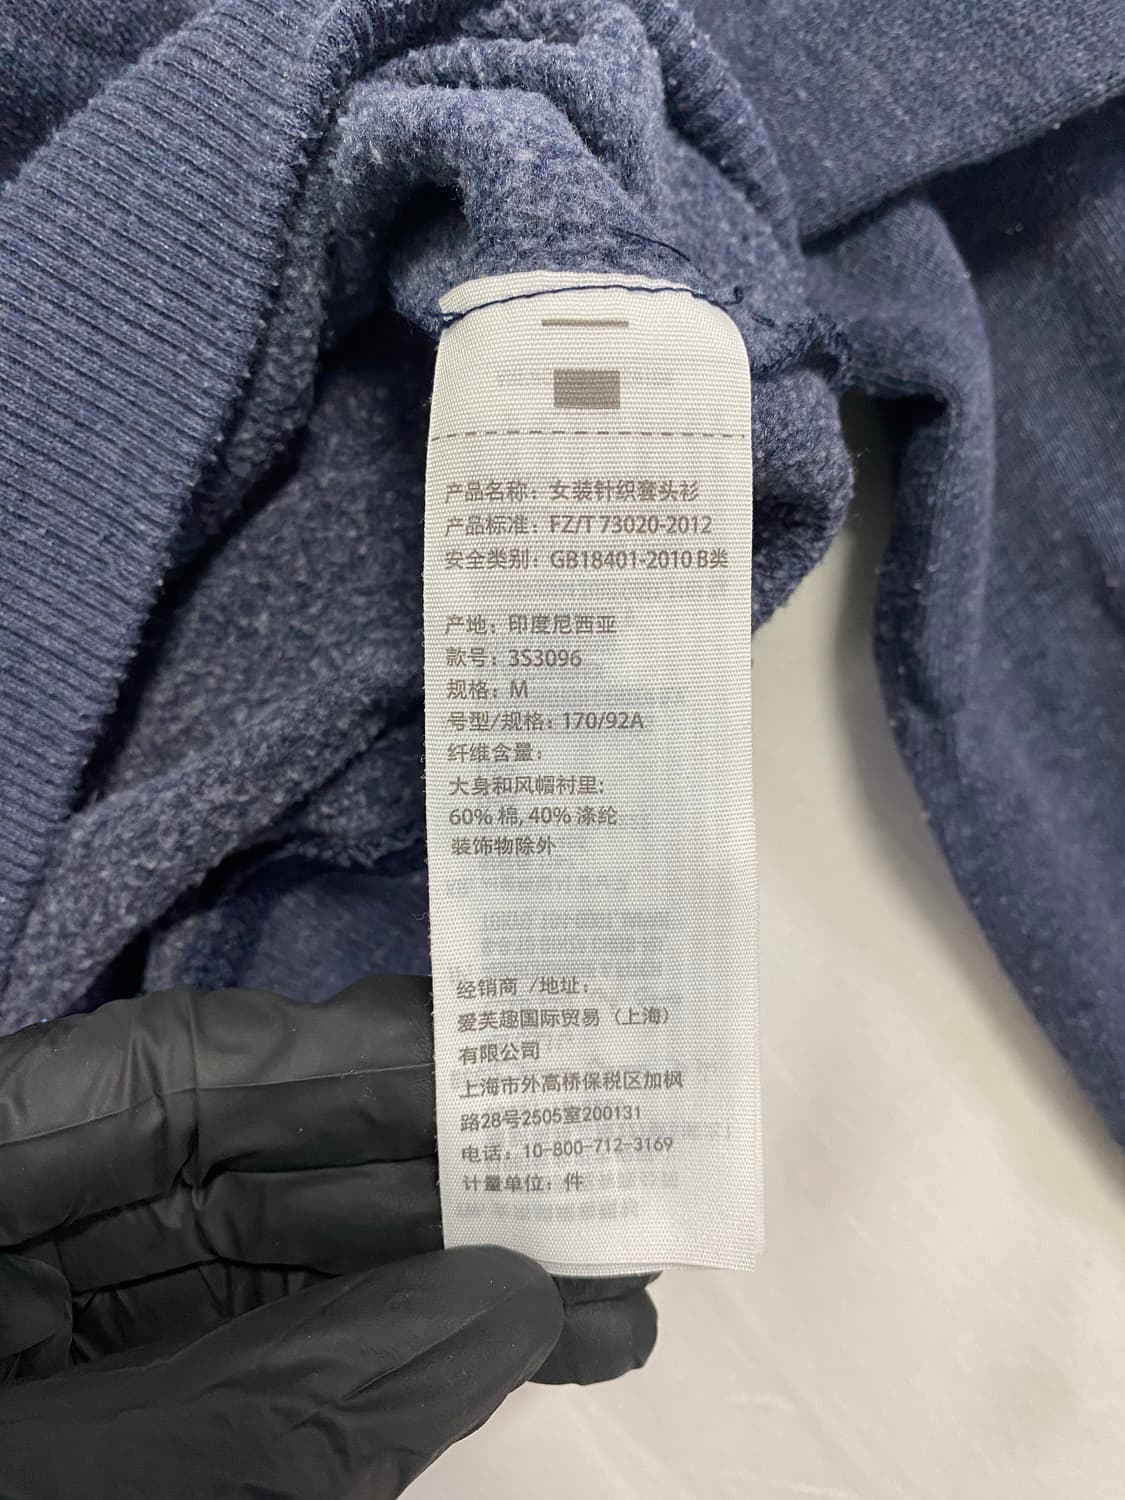 产品名称：女装针织套头衫
产品标准：FZ/T 73020-2012
安全类别：GB18401-2010 B类
产地：印度尼西亚
款号：3S3096
规格：M
号型/规格：170/92A
纤维含量：
大身和风帽衬里:
60% 棉, 40% 涤纶
装饰物除外
经销商 /地址：
爱芙趣国际贸易（上海）
有限公司
上海市外高桥保税区加枫
路28号2505室200131
电话：10-800-712-3169
计量单位：件